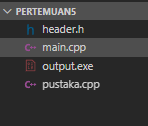 PERTEMUAN5
h header.h
C++ main.cpp
output.exe
C++ pustaka.cpp